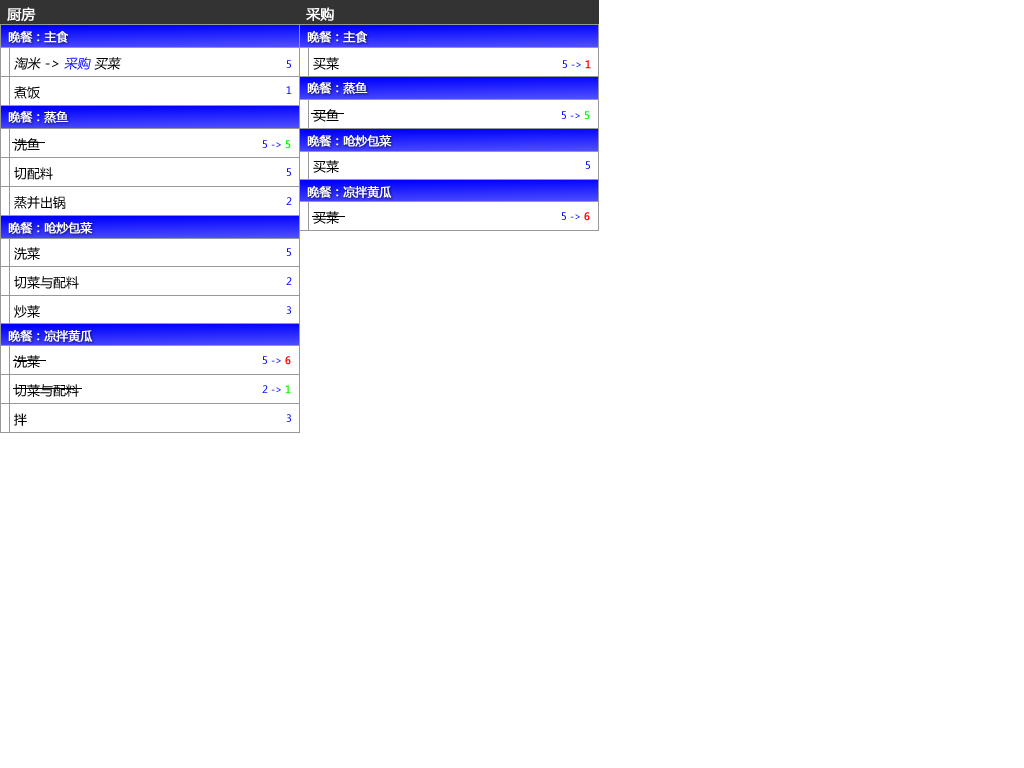 厨房
晚餐：主食
淘米 -> 采购 买菜 5
煮饭 1
晚餐：蒸鱼
洗鱼 5 -> 5
切配料 5
蒸并出锅 2
晚餐：呛炒包菜
洗菜 5
切菜与配料 2
炒菜 3
晚餐：凉拌黄瓜
洗菜 5 -> 6
切菜与配料 2 -> 1
拌 3
采购
晚餐：主食
买菜 5 -> 1
晚餐：蒸鱼
买鱼 5 -> 5
晚餐：呛炒包菜
买菜 5
晚餐：凉拌黄瓜
买菜 5 -> 6